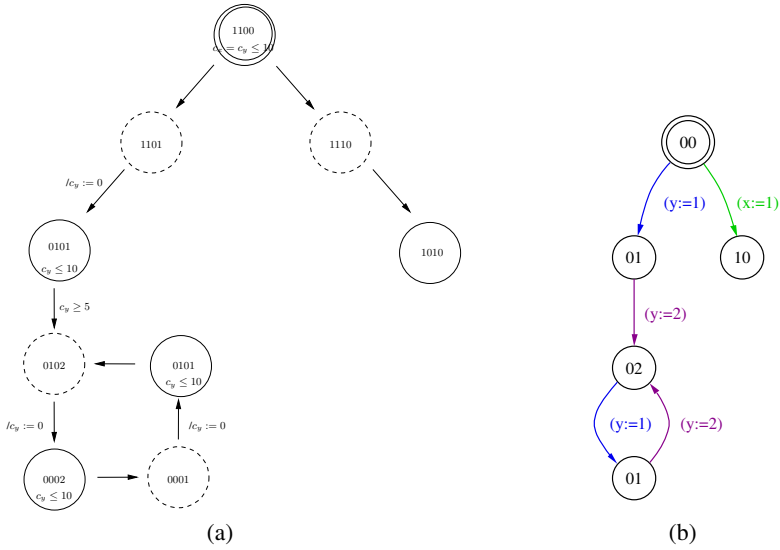 1100
c_x = c_y ≤ 10
1101
1110
/c_y := 0
0101
c_y ≤ 10
1010
c_y ≥ 5
0102
0101
c_y ≤ 10
/c_y := 0
/c_y := 0
0002
c_y ≤ 10
0001
(a)
00
(y:=1)
(x:=1)
01
10
(y:=2)
02
(y:=1)
(y:=2)
01
(b)